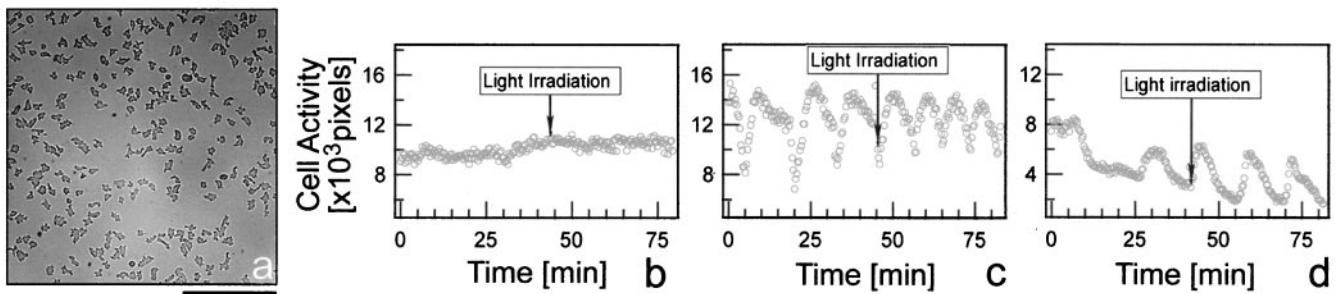 a
Cell Activity
[x10³pixels]
16
12
8
Light Irradiation
0 25 50 75
Time [min] b
16
12
8
Light Irradiation
0 25 50 75
Time [min] c
12
8
4
Light irradiation
0 25 50 75
Time [min] d